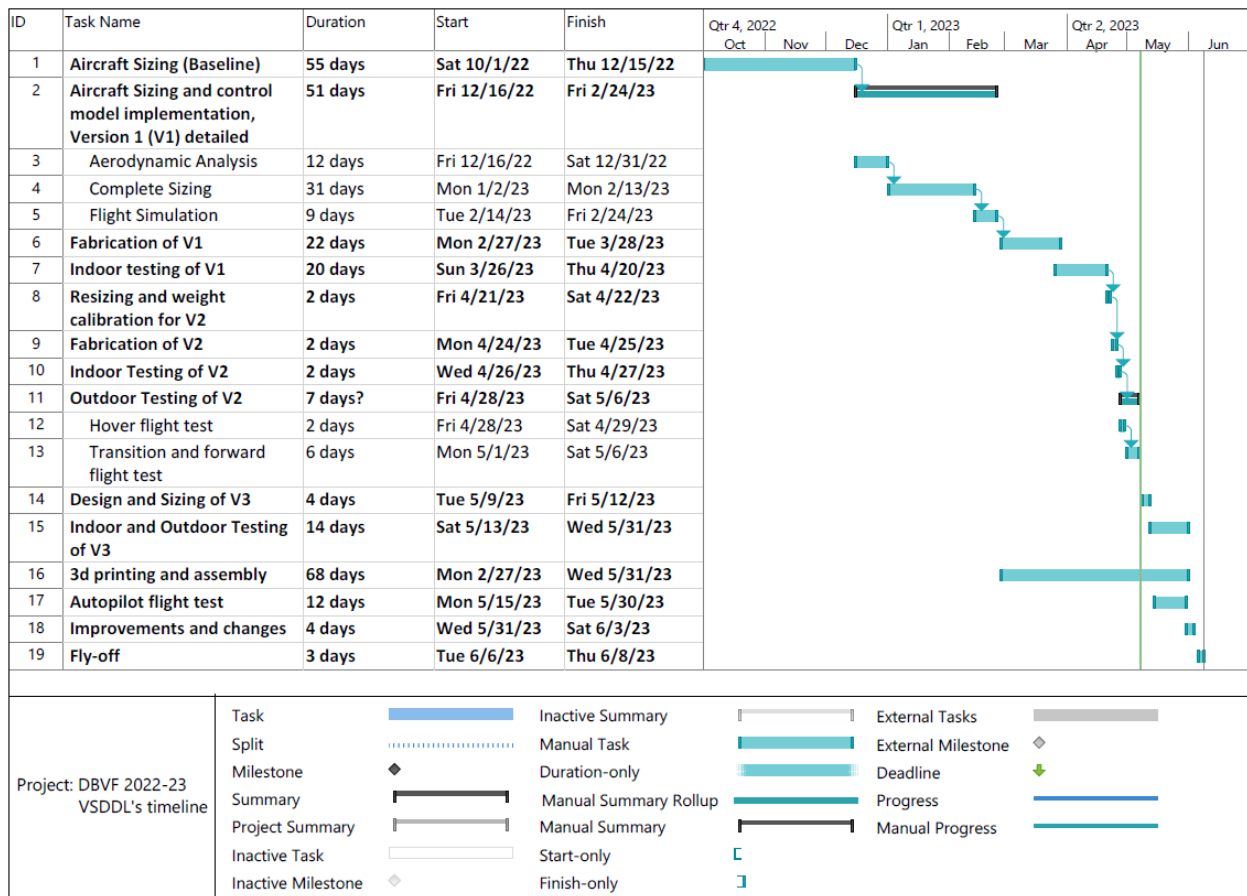 ID Task Name Duration Start Finish
Qtr 4, 2022 Qtr 1, 2023 Qtr 2, 2023
Oct Nov Dec Jan Feb Mar Apr May Jun
1 Aircraft Sizing (Baseline) 55 days Sat 10/1/22 Thu 12/15/22
2 Aircraft Sizing and control 51 days Fri 12/16/22 Fri 2/24/23
model implementation,
Version 1 (V1) detailed
3 Aerodynamic Analysis 12 days Fri 12/16/22 Sat 12/31/22
4 Complete Sizing 31 days Mon 1/2/23 Mon 2/13/23
5 Flight Simulation 9 days Tue 2/14/23 Fri 2/24/23
6 Fabrication of V1 22 days Mon 2/27/23 Tue 3/28/23
7 Indoor testing of V1 20 days Sun 3/26/23 Thu 4/20/23
8 Resizing and weight 2 days Fri 4/21/23 Sat 4/22/23
calibration for V2
9 Fabrication of V2 2 days Mon 4/24/23 Tue 4/25/23
10 Indoor Testing of V2 2 days Wed 4/26/23 Thu 4/27/23
11 Outdoor Testing of V2 7 days? Fri 4/28/23 Sat 5/6/23
12 Hover flight test 2 days Fri 4/28/23 Sat 4/29/23
13 Transition and forward 6 days Mon 5/1/23 Sat 5/6/23
flight test
14 Design and Sizing of V3 4 days Tue 5/9/23 Fri 5/12/23
15 Indoor and Outdoor Testing 14 days Sat 5/13/23 Wed 5/31/23
of V3
16 3d printing and assembly 68 days Mon 2/27/23 Wed 5/31/23
17 Autopilot flight test 12 days Mon 5/15/23 Tue 5/30/23
18 Improvements and changes 4 days Wed 5/31/23 Sat 6/3/23
19 Fly-off 3 days Tue 6/6/23 Thu 6/8/23
Project: DBVF 2022-23
VSDDL's timeline
Task
Split
Milestone
Summary
Project Summary
Inactive Task
Inactive Milestone
Inactive Summary
Manual Task
Duration-only
Manual Summary Rollup
Manual Summary
Start-only
Finish-only
External Tasks
External Milestone
Deadline
Progress
Manual Progress